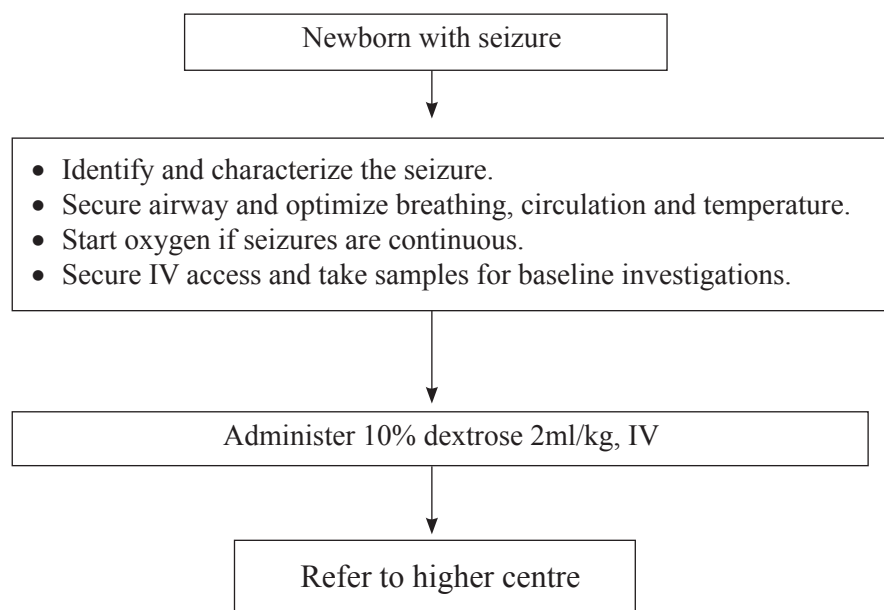 Newborn with seizure
• Identify and characterize the seizure.
• Secure airway and optimize breathing, circulation and temperature.
• Start oxygen if seizures are continuous.
• Secure IV access and take samples for baseline investigations.
Administer 10% dextrose 2ml/kg, IV
Refer to higher centre